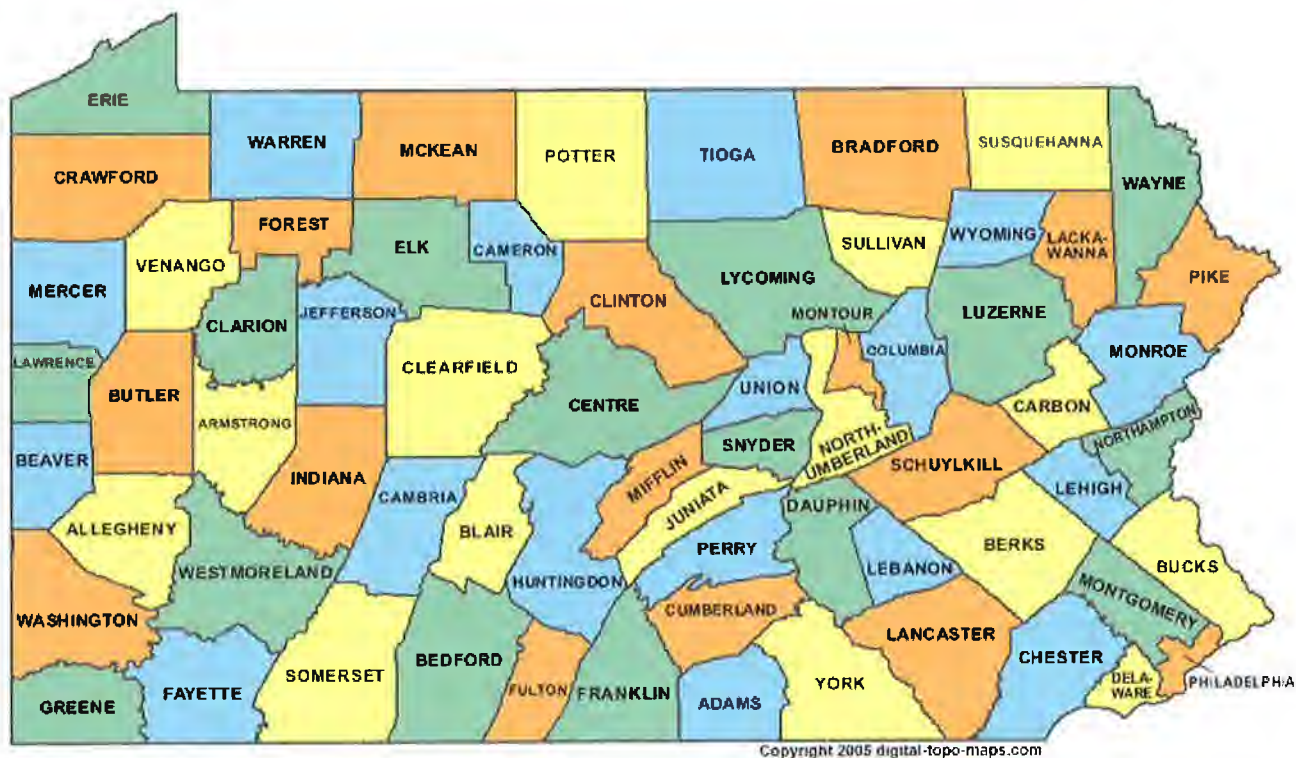 ERIE
WARREN
MCKEAN
POTTER
TIOGA
BRADFORD
SUSQUEHANNA
WAYNE
CRAWFORD
FOREST
ELK
CAMERON
SULLIVAN
WYOMING
LACKA-
WANNA
PIKE
VENANGO
MERCER
CLARION
JEFFERSON
CLINTON
LYCOMING
MONTOUR
COLUMBIA
LUZERNE
MONROE
LAWRENCE
BUTLER
CLEARFIELD
CENTRE
UNION
CARBON
ARMSTRONG
SNYDER
NORTH-
UMBERLAND
NORTHAMPTON
BEAVER
INDIANA
CAMBRIA
MIFFLIN
SCHUYLKILL
LEHIGH
ALLEGHENY
BLAIR
JUNIATA
DAUPHIN
WESTMORELAND
HUNTINGDON
PERRY
LEBANON
BERKS
BUCKS
MONTGOMERY
WASHINGTON
CUMBERLAND
LANCASTER
CHESTER
SOMERSET
BEDFORD
FULTON
FRANKLIN
YORK
DELA-
WARE
PHILADELPHIA
GREENE
FAYETTE
ADAMS
Copyright 2005 digital-topo-maps.com